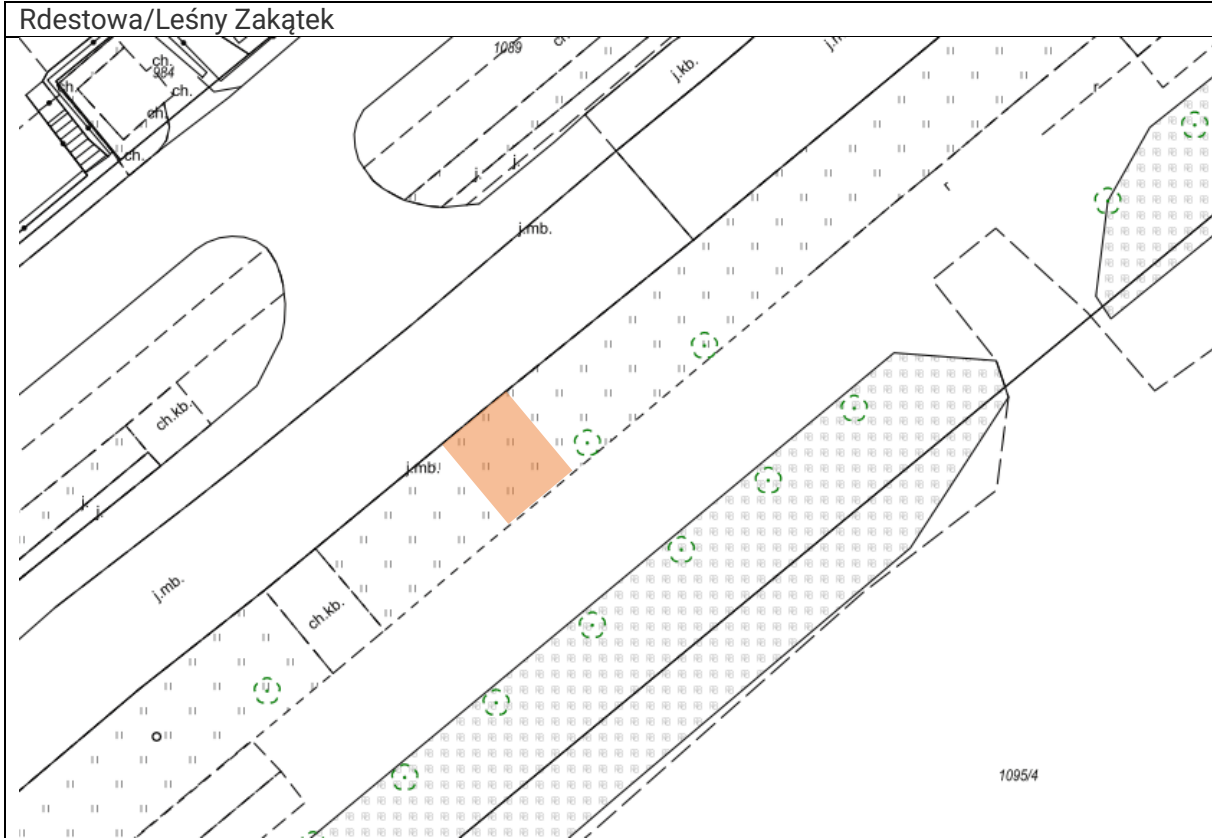 Rdestowa/Leśny Zakątek
1089
ch.
984
ch.
ch.
ch.
ch.
j.kb.
r
j.
j.
r
j.mb.
ch.kb.
j.mb.
j.
j.
j.mb.
ch.kb.
1095/4